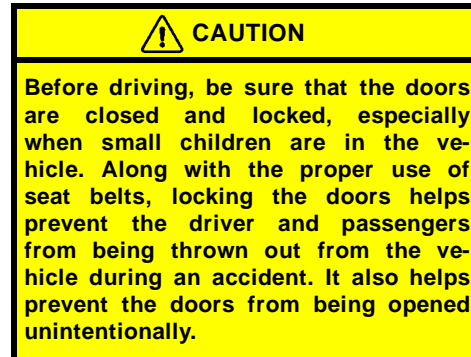 CAUTION
Before driving, be sure that the doors
are closed and locked, especially
when small children are in the ve-
hicle. Along with the proper use of
seat belts, locking the doors helps
prevent the driver and passengers
from being thrown out from the ve-
hicle during an accident. It also helps
prevent the doors from being opened
unintentionally.